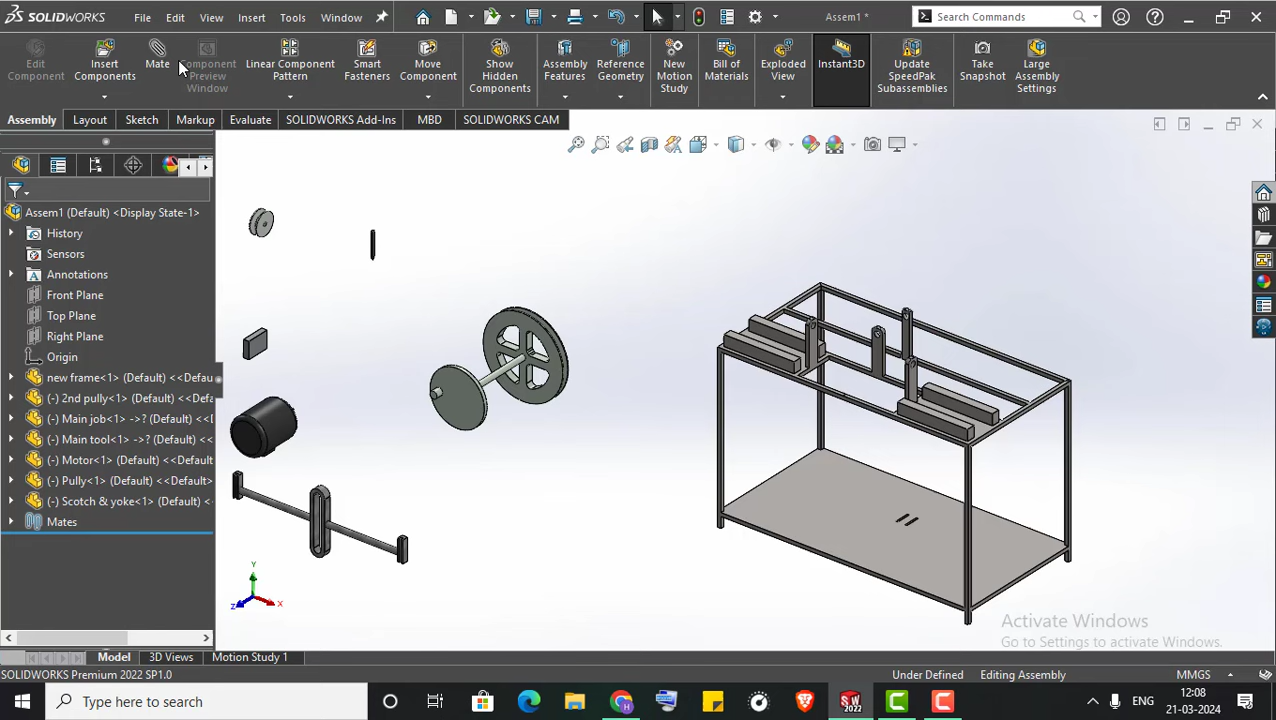 SOLIDWORKS
File
Edit
View
Insert
Tools
Window
Assem1 *
Search Commands
Edit
Component
Insert
Components
Mate
Component
Preview
Window
Linear Component
Pattern
Smart
Fasteners
Move
Component
Show
Hidden
Components
Assembly
Features
Reference
Geometry
New
Motion
Study
Bill of
Materials
Exploded
View
Instant3D
Update
SpeedPak
Subassemblies
Take
Snapshot
Large
Assembly
Settings
Assembly
Layout
Sketch
Markup
Evaluate
SOLIDWORKS Add-Ins
MBD
SOLIDWORKS CAM
Assem1 (Default) <Display State-1>
History
Sensors
Annotations
Front Plane
Top Plane
Right Plane
Origin
new frame<1> (Default) <<Defau
(-) 2nd pully<1> (Default) <<Defa
(-) Main job<1> ->? (Default) <<D
(-) Main tool<1> ->? (Default) <<
(-) Motor<1> (Default) <<Default
(-) Pully<1> (Default) <<Default>
(-) Scotch & yoke<1> (Default) <
Mates
Y
X
Z
Activate Windows
Go to Settings to activate Windows.
Model
3D Views
Motion Study 1
SOLIDWORKS Premium 2022 SP1.0
Under Defined
Editing Assembly
MMGS
Type here to search
SW
2022
ENG
12:08
21-03-2024